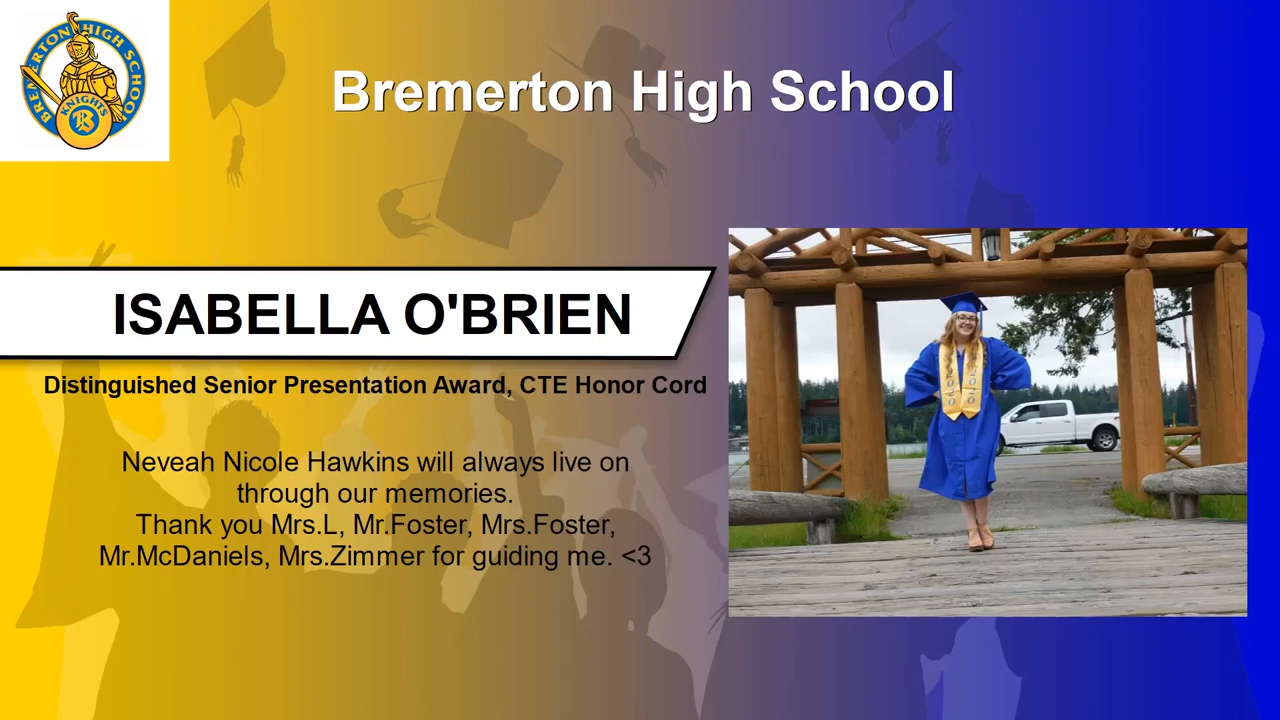 BREMERTON HIGH SCHOOL
KNIGHTS
B
Bremerton High School
ISABELLA O'BRIEN
Distinguished Senior Presentation Award, CTE Honor Cord
Neveah Nicole Hawkins will always live on
through our memories.
Thank you Mrs.L, Mr.Foster, Mrs.Foster,
Mr.McDaniels, Mrs.Zimmer for guiding me. <3
2020 2020